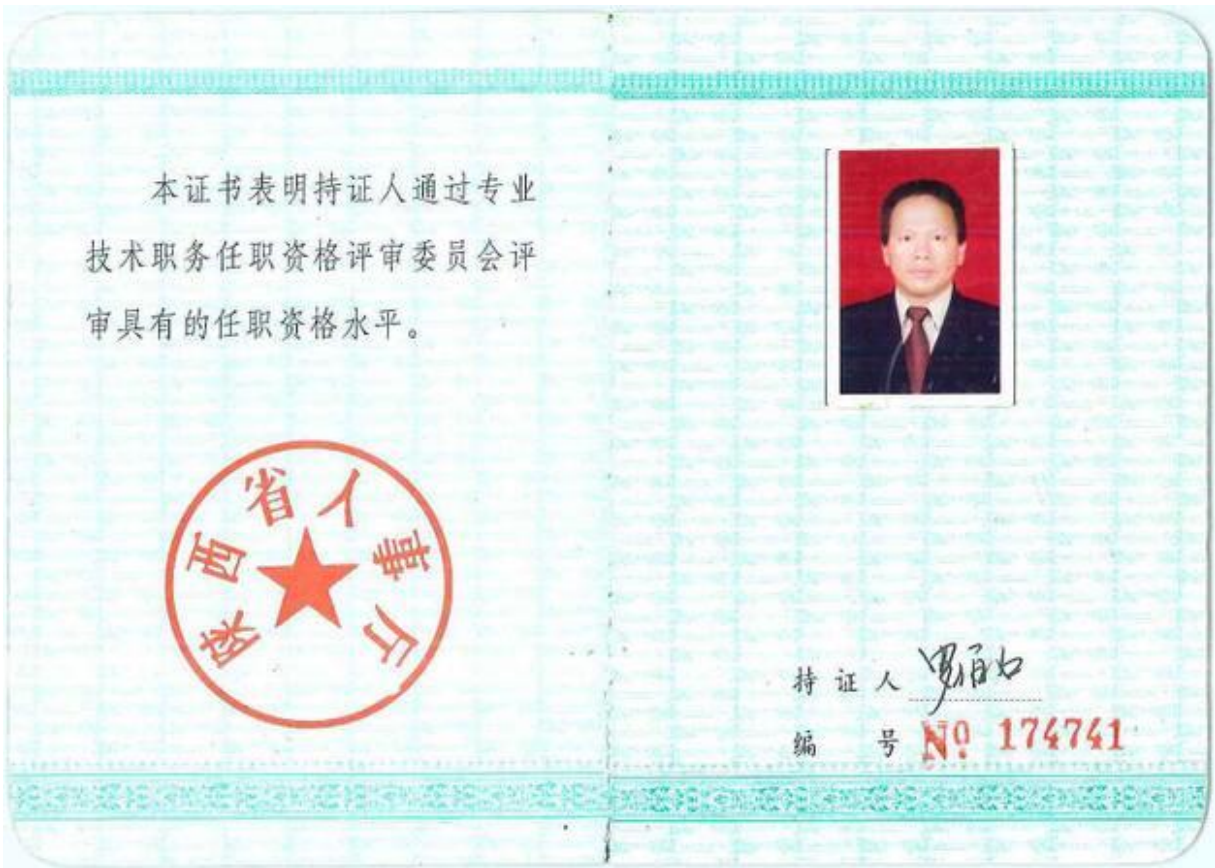 本证书表明持证人通过专业
技术职务任职资格评审委员会评
审具有的任职资格水平。
陕西省人事厅
持证人
编号 № 174741